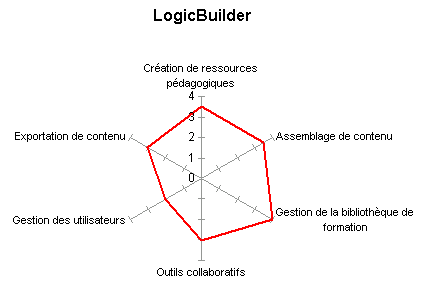 LogicBuilder
Création de ressources
pédagogiques
4
3
2
1
0
Exportation de contenu
Assemblage de contenu
Gestion des utilisateurs
Gestion de la bibliothèque de
formation
Outils collaboratifs